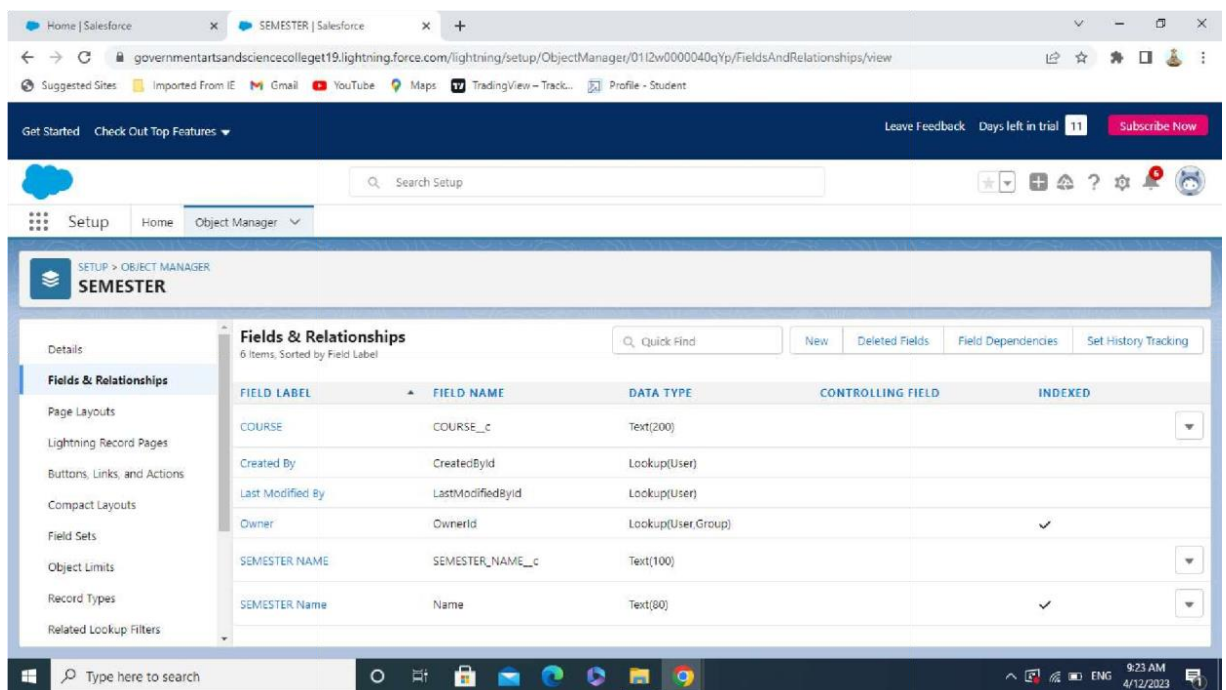 Home | Salesforce
SEMESTER | Salesforce
governmentartsandsciencecolleget19.lightning.force.com/lightning/setup/ObjectManager/01I2w0000040qYp/FieldsAndRelationships/view
Suggested Sites Imported From IE Gmail YouTube Maps TradingView – Track... Profile - Student
Get Started Check Out Top Features Leave Feedback Days left in trial 11 Subscribe Now
Search Setup
6
Setup Home Object Manager
SETUP > OBJECT MANAGER
SEMESTER
Details
Fields & Relationships
Page Layouts
Lightning Record Pages
Buttons, Links, and Actions
Compact Layouts
Field Sets
Object Limits
Record Types
Related Lookup Filters
Fields & Relationships
6 Items, Sorted by Field Label
Quick Find New Deleted Fields Field Dependencies Set History Tracking
FIELD LABEL FIELD NAME DATA TYPE CONTROLLING FIELD INDEXED
COURSE COURSE__c Text(200)
Created By CreatedById Lookup(User)
Last Modified By LastModifiedById Lookup(User)
Owner OwnerId Lookup(User,Group)
SEMESTER NAME SEMESTER_NAME__c Text(100)
SEMESTER Name Name Text(80)
Type here to search
ENG
9:23 AM
4/12/2023